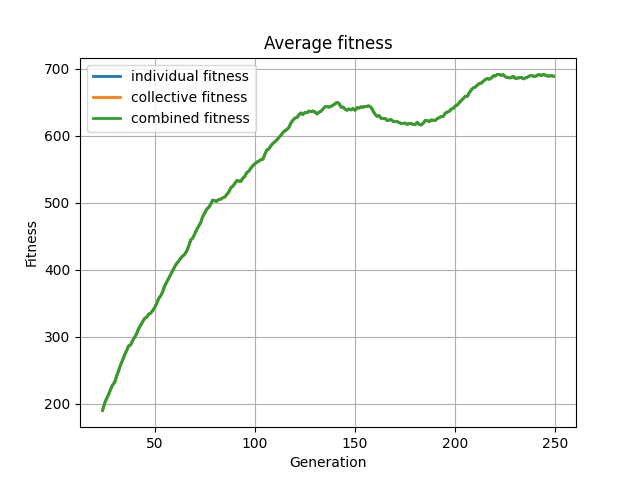 Average fitness
individual fitness
collective fitness
combined fitness
700
600
500
400
300
200
Fitness
50 100 150 200 250
Generation